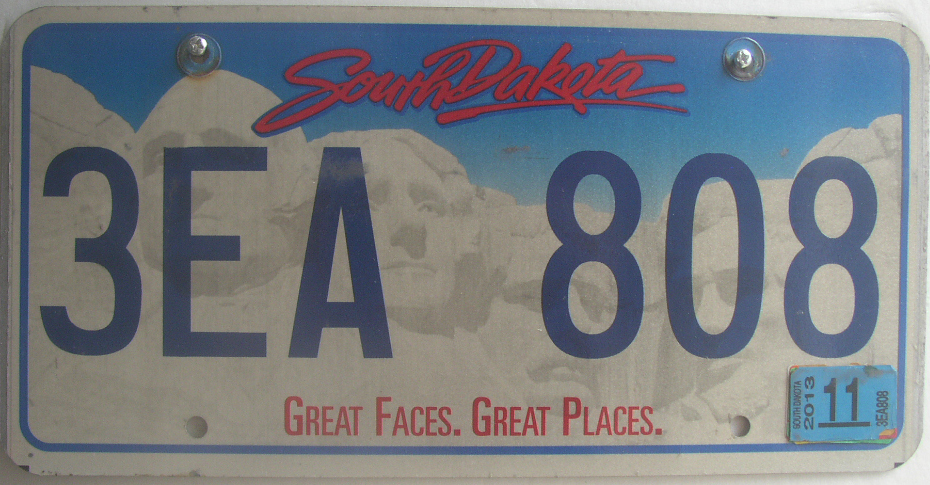 South Dakota
3EA 808
GREAT FACES. GREAT PLACES.
SOUTH DAKOTA
2013
11
3EA808